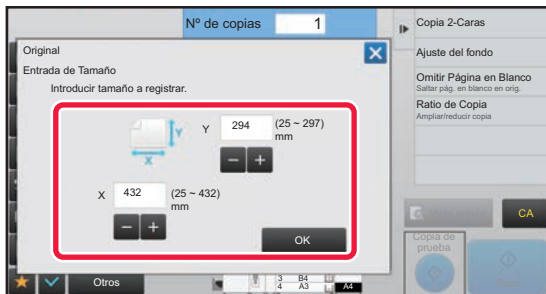 Nº de copias 1
Original
Entrada de Tamaño
Introducir tamaño a registrar.
Y 294 (25 ~ 297)
mm
X 432 (25 ~ 432)
mm
OK
Otros
3 B4
4 A3
A4
Copia 2-Caras
Ajuste del fondo
Omitir Página en Blanco
Saltar pág. en blanco en orig.
Ratio de Copia
Ampliar/reducir copia
CA
Copia de
prueba